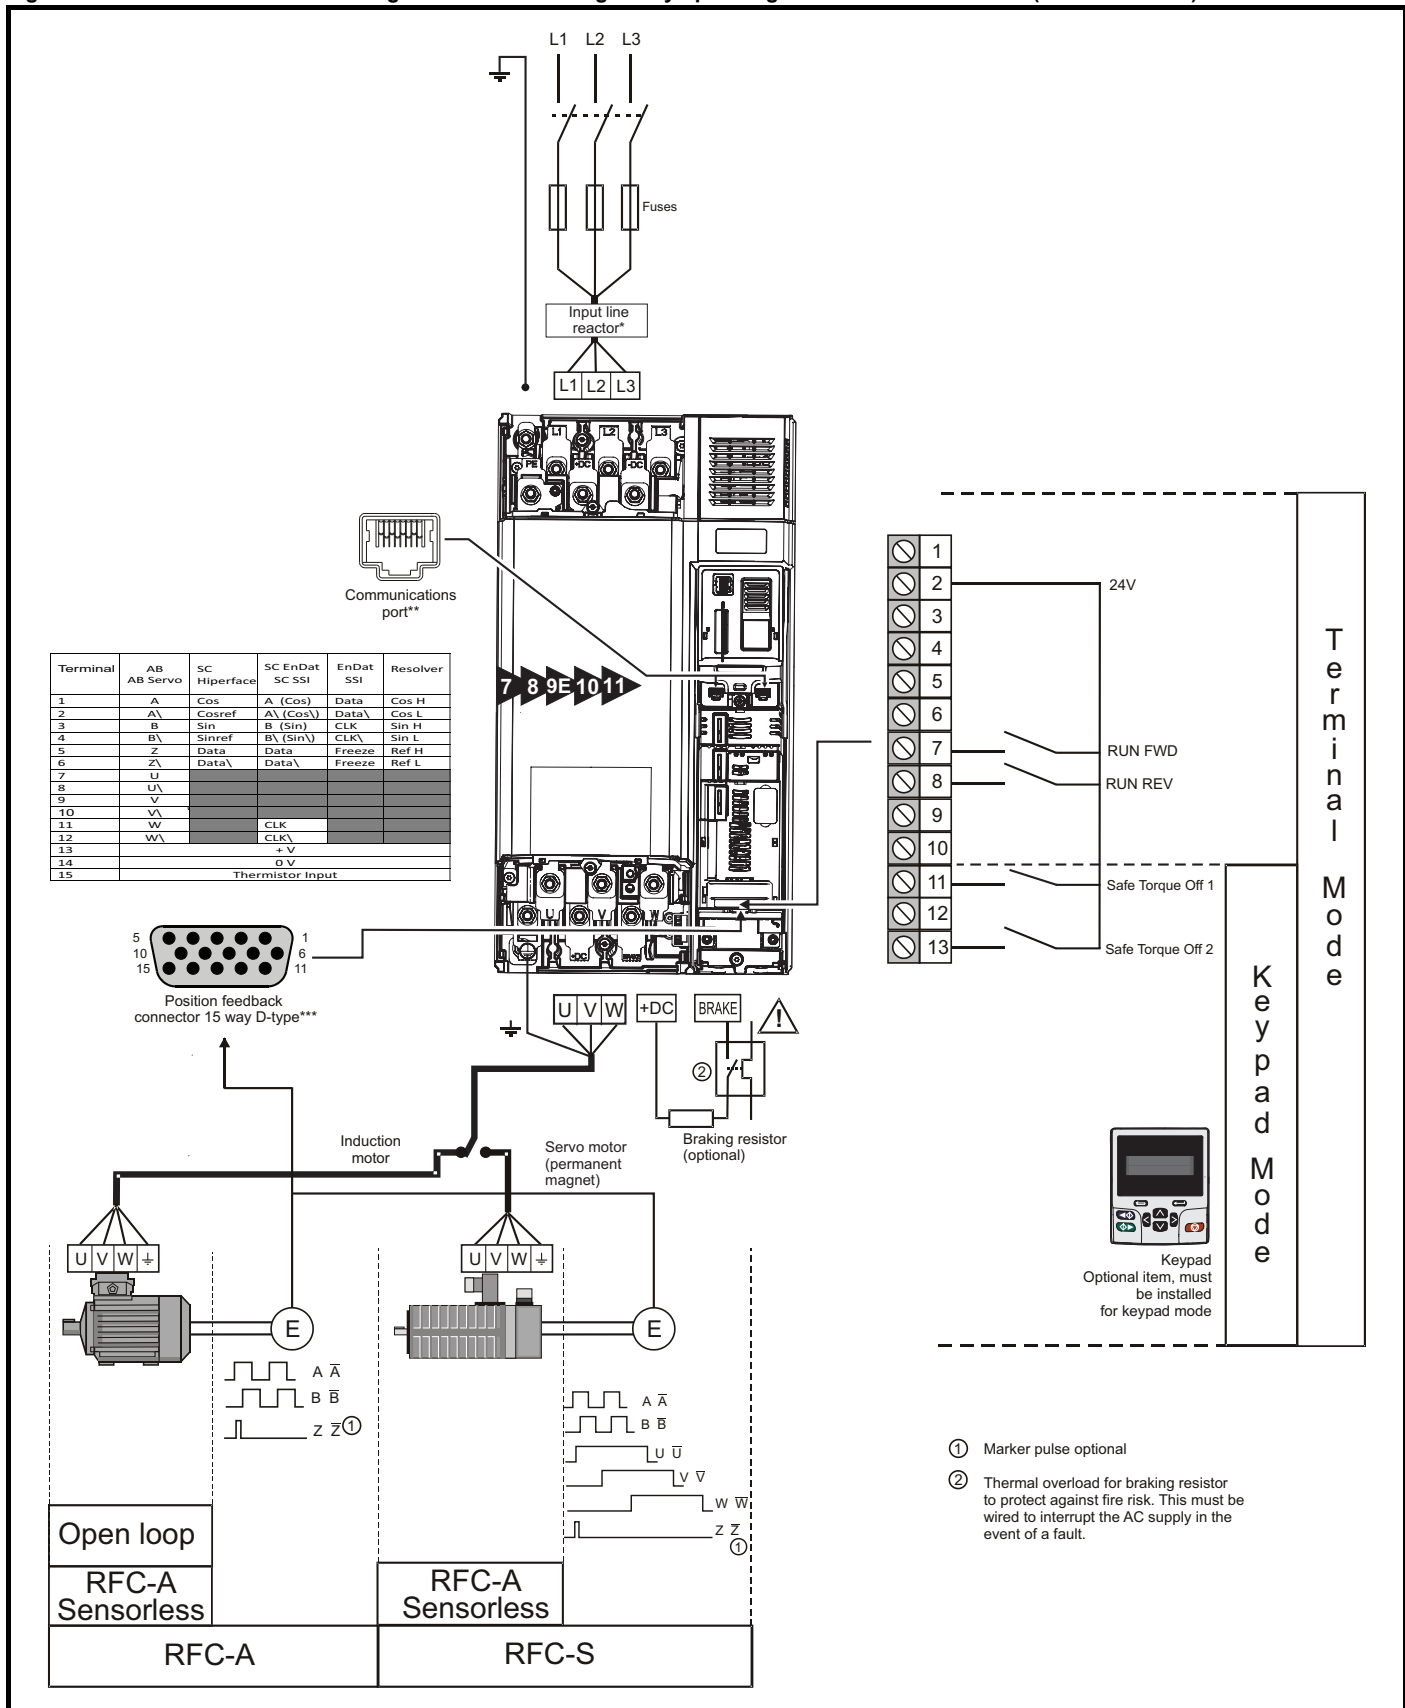 L1 L2 L3
Fuses
Input line
reactor*
L1 L2 L3
L1 L2 L3
PE +DC -DC
Communications
port**
7 8 9E 10 11
Terminal AB AB Servo SC Hiperface SC EnDat SC SSI EnDat SSI Resolver
1 A Cos A (Cos) Data Cos H
2 A\ Cosref A\ (Cos\) Data\ Cos L
3 B Sin B (Sin) CLK Sin H
4 B\ Sinref B\ (Sin\) CLK\ Sin L
5 Z Data Data Freeze Ref H
6 Z\ Data\ Data\ Freeze Ref L
7 U
8 U\
9 V
10 V\
11 W CLK
12 W\ CLK\
13 + V
14 0 V
15 Thermistor Input
U V W
+DC
5 1
10 6
15 11
Position feedback
connector 15 way D-type***
U V W +DC BRAKE
!
2
Braking resistor
(optional)
Induction
motor
Servo motor
(permanent
magnet)
U V W
U V W
E
E
A A̅
B B̅
Z Z̅ 1
A A̅
B B̅
U U̅
V V̅
W W̅
Z Z̅
1
Open loop
RFC-A
Sensorless
RFC-A
RFC-A
Sensorless
RFC-S
1
2 24V
3
4
5
6
7 RUN FWD
8 RUN REV
9
10
11 Safe Torque Off 1
12
13 Safe Torque Off 2
Terminal Mode
Keypad Mode
Keypad
Optional item, must
be installed
for keypad mode
1 Marker pulse optional
2 Thermal overload for braking resistor
to protect against fire risk. This must be
wired to interrupt the AC supply in the
event of a fault.